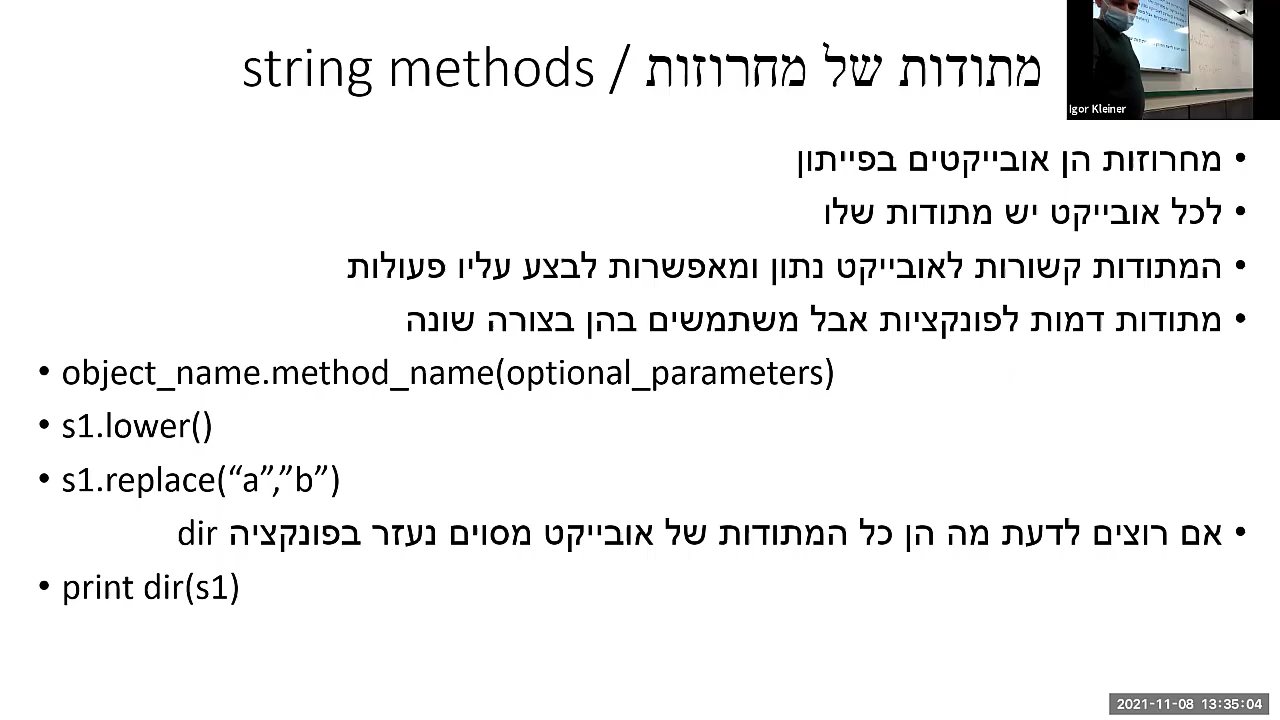 מתודות של מחרוזות / string methods
Igor Kleiner
• מחרוזות הן אובייקטים בפייתון
• לכל אובייקט יש מתודות שלו
• המתודות קשורות לאובייקט נתון ומאפשרות לבצע עליו פעולות
• מתודות דמות לפונקציות אבל משתמשים בהן בצורה שונה
• object_name.method_name(optional_parameters)
• s1.lower()
• s1.replace(“a”,”b”)
• אם רוצים לדעת מה הן כל המתודות של אובייקט מסוים נעזר בפונקציה dir
• print dir(s1)
2021-11-08 13:35:04